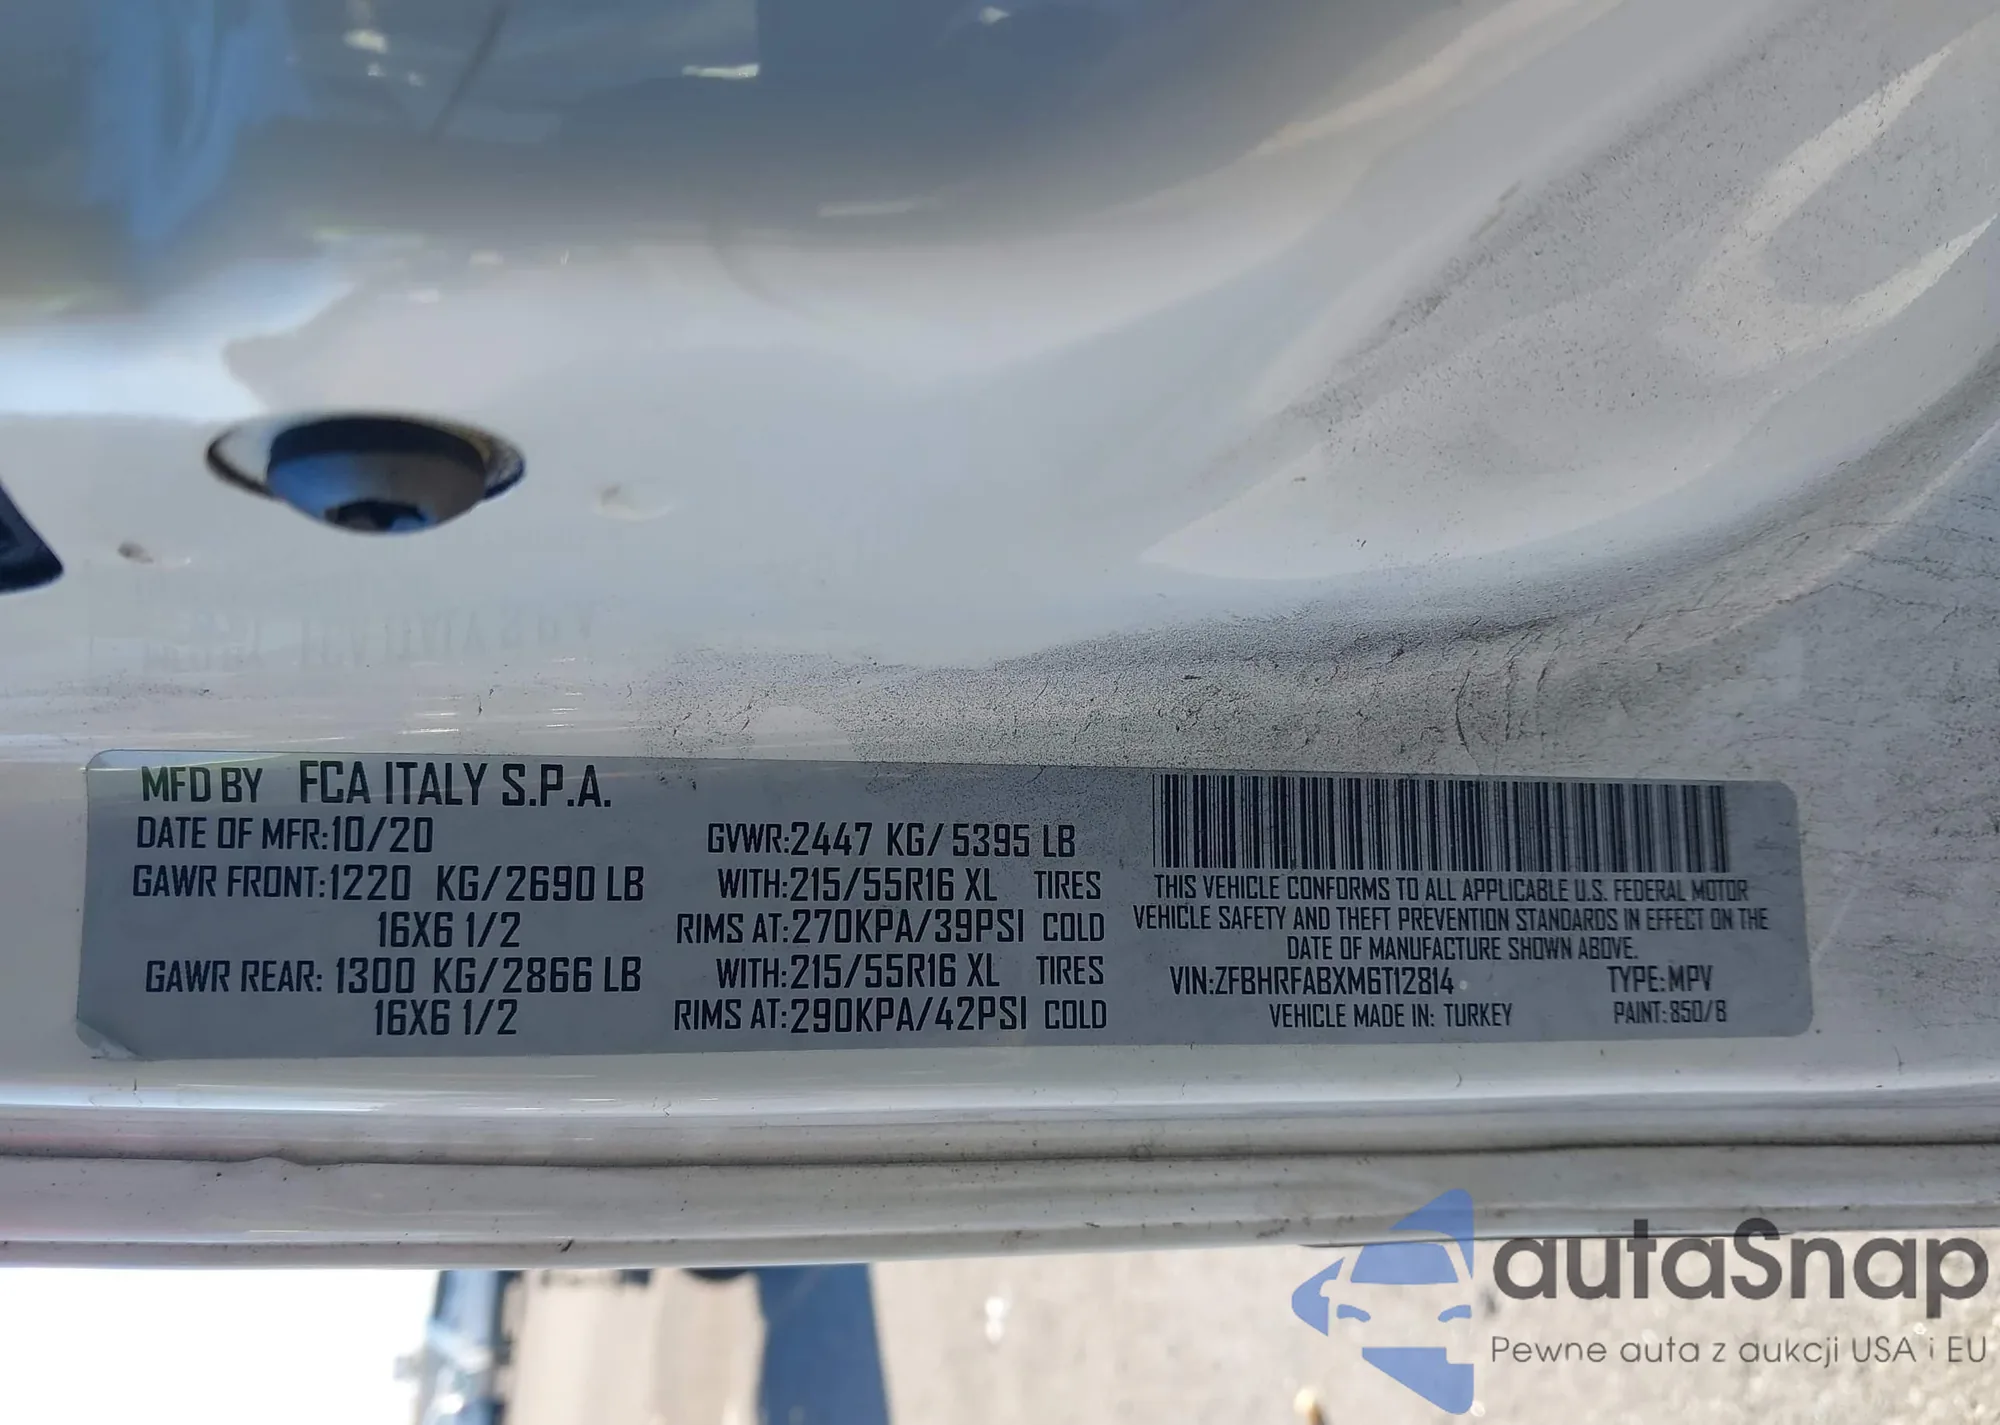 MFD BY FCA ITALY S.P.A.
DATE OF MFR:10/20
GVWR:2447 KG/5395 LB
GAWR FRONT:1220 KG/2690 LB
WITH:215/55R16 XL TIRES
16X6 1/2
RIMS AT:270KPA/39PSI COLD
GAWR REAR: 1300 KG/2866 LB
WITH:215/55R16 XL TIRES
16X6 1/2
RIMS AT:290KPA/42PSI COLD
THIS VEHICLE CONFORMS TO ALL APPLICABLE U.S. FEDERAL MOTOR
VEHICLE SAFETY AND THEFT PREVENTION STANDARDS IN EFFECT ON THE
DATE OF MANUFACTURE SHOWN ABOVE.
VIN:ZFBHRFABXM6T12814 TYPE:MPV
VEHICLE MADE IN: TURKEY PAINT:850/8
autaSnap
Pewne auta z aukcji USA i EU